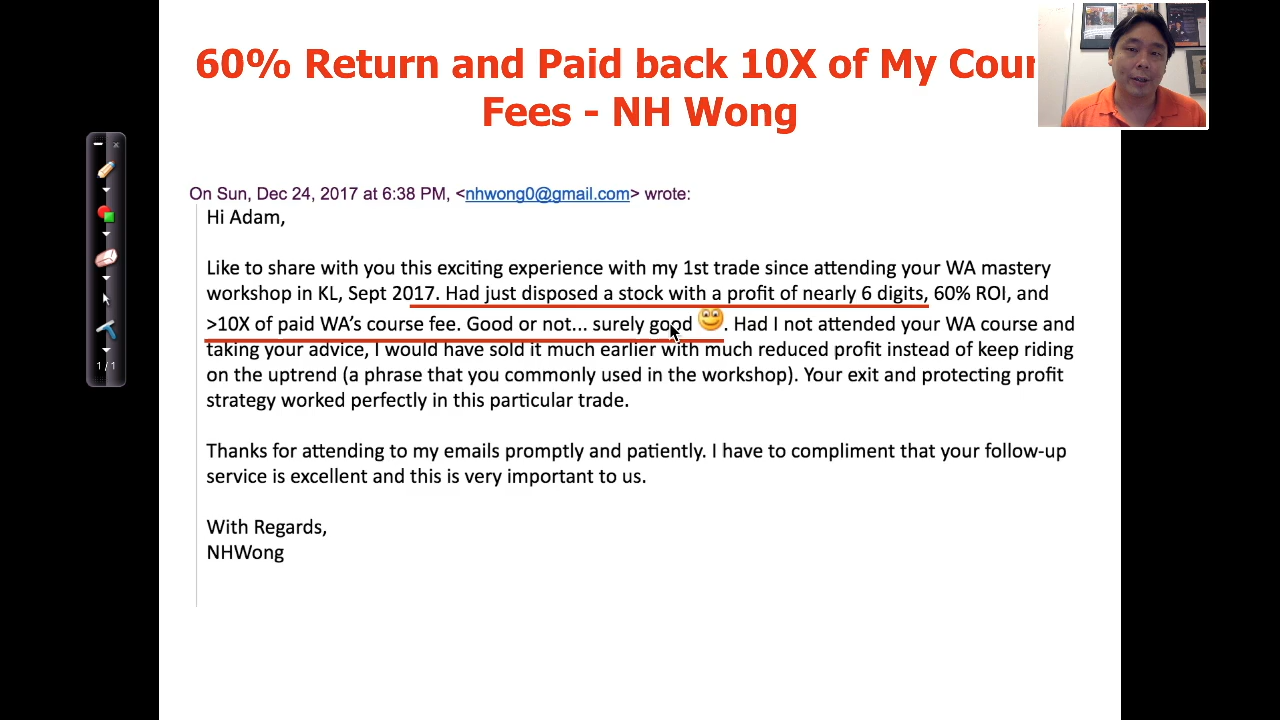 60% Return and Paid back 10X of My Cour
Fees - NH Wong
On Sun, Dec 24, 2017 at 6:38 PM, <nhwong0@gmail.com> wrote:
Hi Adam,
Like to share with you this exciting experience with my 1st trade since attending your WA mastery
workshop in KL, Sept 2017. Had just disposed a stock with a profit of nearly 6 digits, 60% ROI, and
>10X of paid WA's course fee. Good or not... surely good 😊. Had I not attended your WA course and
taking your advice, I would have sold it much earlier with much reduced profit instead of keep riding
on the uptrend (a phrase that you commonly used in the workshop). Your exit and protecting profit
strategy worked perfectly in this particular trade.
Thanks for attending to my emails promptly and patiently. I have to compliment that your follow-up
service is excellent and this is very important to us.
With Regards,
NHWong
1/1